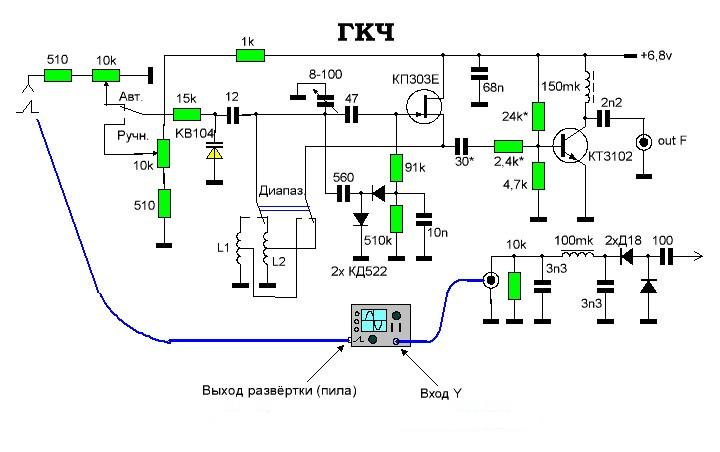 ГКЧ
1k
+6,8v
510
10k
8-100
КП303Е
68n
150mk
Авт.
15k
12
47
24k*
2n2
Ручн.
КВ104
out F
10k
91k
30*
2,4k*
КТ3102
Диапаз.
560
4,7k
510
L1
L2
510k
10n
2x КД522
10k
100mk
2xД18
100
3n3
3n3
Выход развёртки (пила)
Вход Y